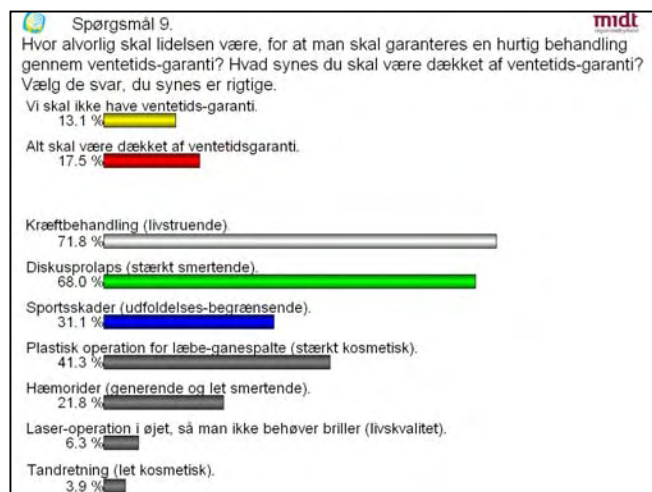 Spørgsmål 9.
midt
Hvor alvorlig skal lidelsen være, for at man skal garanteres en hurtig behandling
gennem ventetids-garanti? Hvad synes du skal være dækket af ventetids-garanti?
Vælg de svar, du synes er rigtige.
Vi skal ikke have ventetids-garanti.
13.1 %
Alt skal være dækket af ventetidsgaranti.
17.5 %
Kræftbehandling (livstruende).
71.8 %
Diskusprolaps (stærkt smertende).
68.0 %
Sportsskader (udfoldelses-begrænsende).
31.1 %
Plastisk operation for læbe-ganespalte (stærkt kosmetisk).
41.3 %
Hæmorider (generende og let smertende).
21.8 %
Laser-operation i øjet, så man ikke behøver briller (livskvalitet).
6.3 %
Tandretning (let kosmetisk).
3.9 %